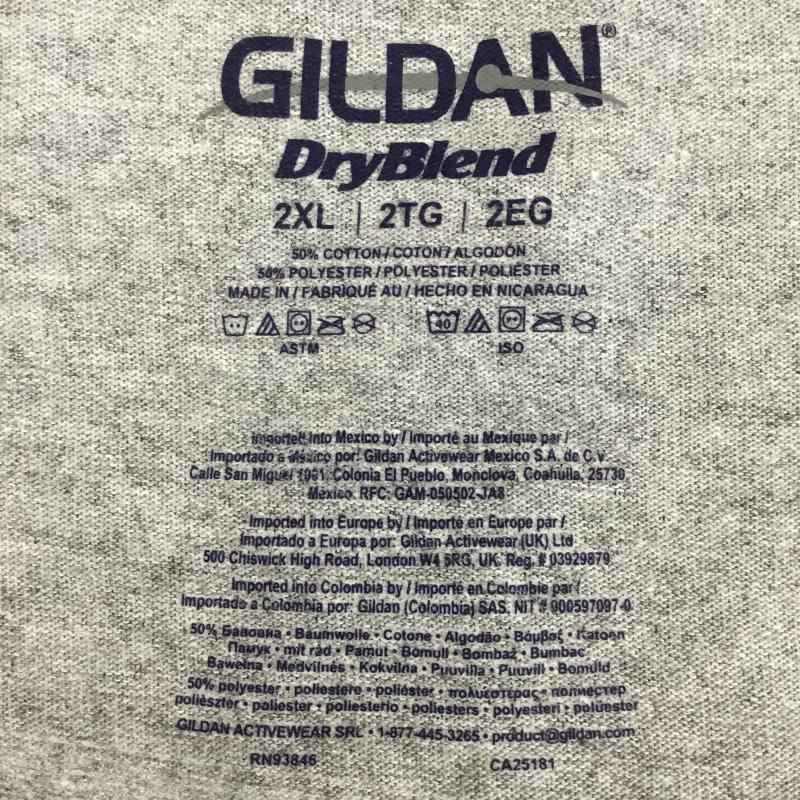 GILDAN®
DryBlend
2XL | 2TG | 2EG
50% COTTON / COTON / ALGODÓN
50% POLYESTER / POLYESTER / POLIÉSTER
MADE IN / FABRIQUÉ AU / HECHO EN NICARAGUA
40
ASTM ISO
Imported into Mexico by / Importé au Mexique par /
Importado a México por: Gildan Activewear Mexico S.A. de C.V.
Calle San Miguel 1001, Colonia El Pueblo, Monclova, Coahuila, 25730,
México. RFC: GAM-050502-JA8
Imported into Europe by / Importé en Europe par /
Importado a Europa por: Gildan Activewear (UK) Ltd
500 Chiswick High Road, London W4 5RG, UK. Reg. # 03929879
Imported into Colombia by / Importé en Colombie par /
Importado a Colombia por: Gildan (Colombia) SAS. NIT # 900597097-0
50% Бавовна • Baumwolle • Cotone • Algodão • Βάμβαξ • Katoen
Памук • mit rád • Pamut • Bomull • Bombaž • Bumbac
Bawełna • Medvilnės • Kokvilna • Puuvilla • Puuvill • Bomuld
50% polyester • poliestere • poliéster • πολυεστέρας • полиестер
poliészter • poliester • poliesterio • poliesters • polyesteri • polüester
GILDAN ACTIVEWEAR SRL • 1-877-445-3265 • product@gildan.com
RN93846 CA25181